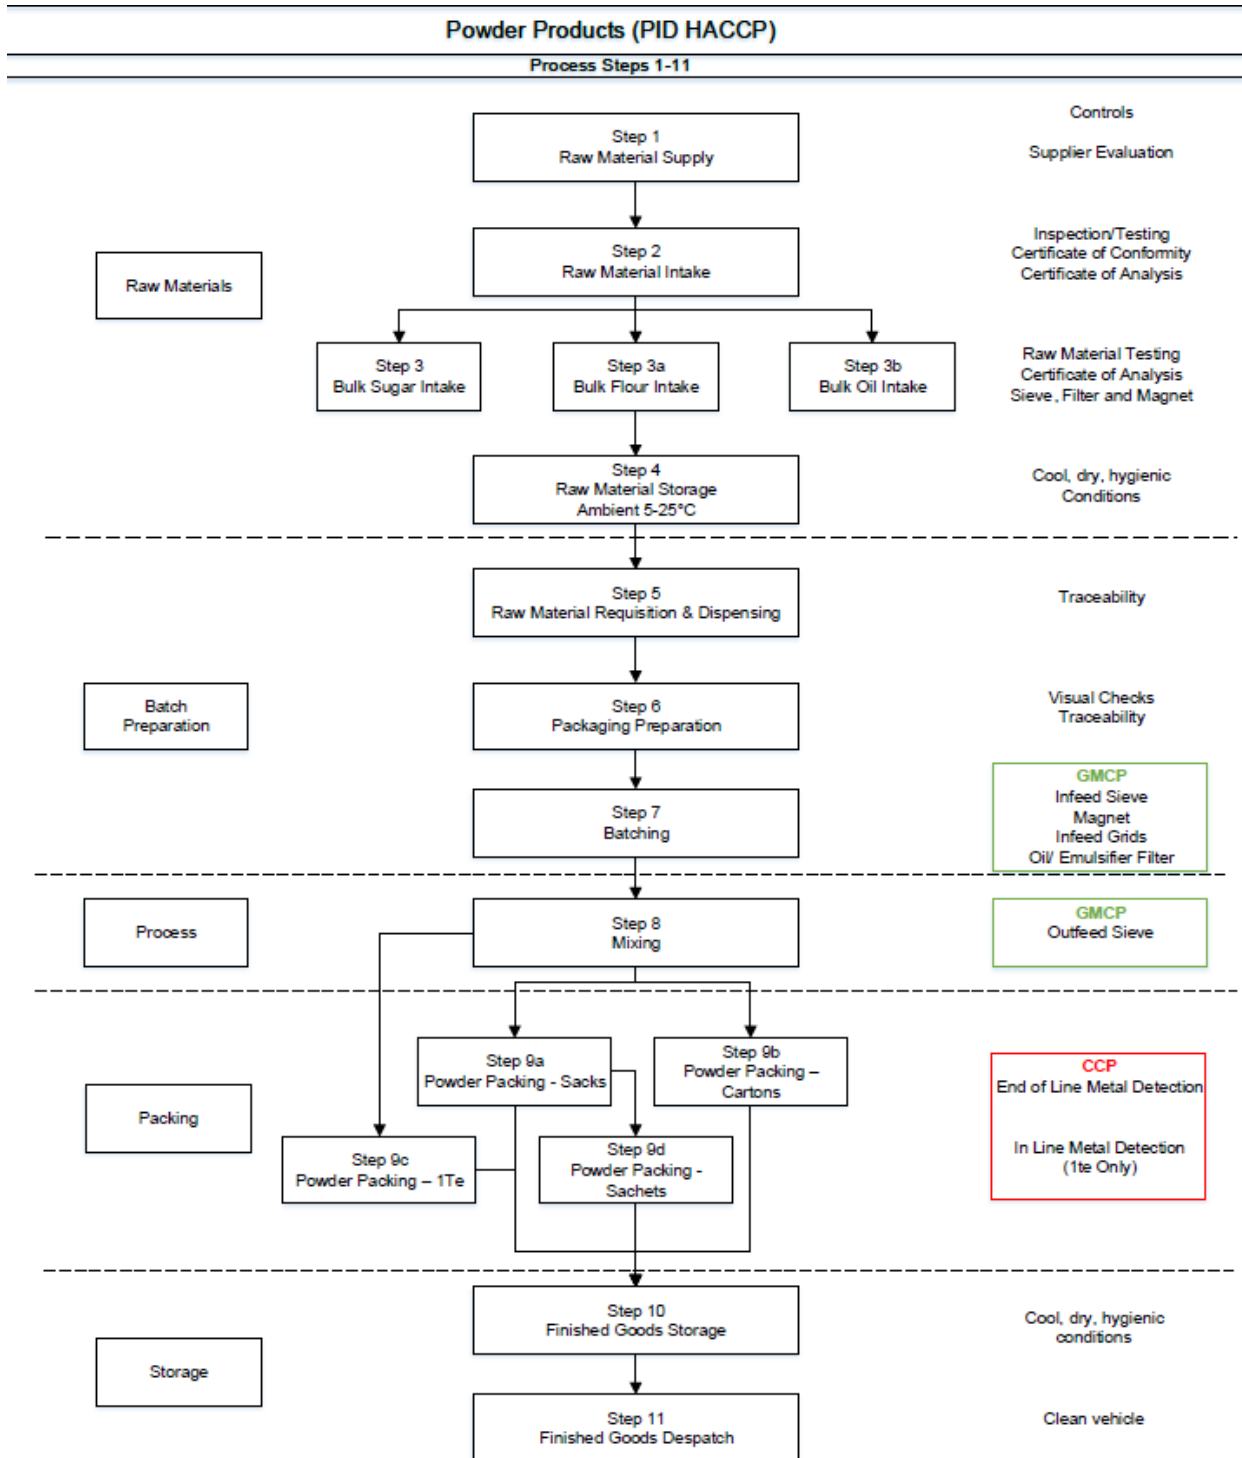 Powder Products (PID HACCP)
Process Steps 1-11
Controls
Step 1
Raw Material Supply
Supplier Evaluation
Raw Materials
Step 2
Raw Material Intake
Inspection/Testing
Certificate of Conformity
Certificate of Analysis
Step 3
Bulk Sugar Intake
Step 3a
Bulk Flour Intake
Step 3b
Bulk Oil Intake
Raw Material Testing
Certificate of Analysis
Sieve, Filter and Magnet
Step 4
Raw Material Storage
Ambient 5-25°C
Cool, dry, hygienic
Conditions
Step 5
Raw Material Requisition & Dispensing
Traceability
Batch
Preparation
Step 6
Packaging Preparation
Visual Checks
Traceability
Step 7
Batching
GMCP
Infeed Sieve
Magnet
Infeed Grids
Oil/ Emulsifier Filter
Process
Step 8
Mixing
GMCP
Outfeed Sieve
Packing
Step 9a
Powder Packing - Sacks
Step 9b
Powder Packing –
Cartons
Step 9c
Powder Packing – 1Te
Step 9d
Powder Packing -
Sachets
CCP
End of Line Metal Detection
In Line Metal Detection
(1te Only)
Storage
Step 10
Finished Goods Storage
Cool, dry, hygienic
conditions
Step 11
Finished Goods Despatch
Clean vehicle